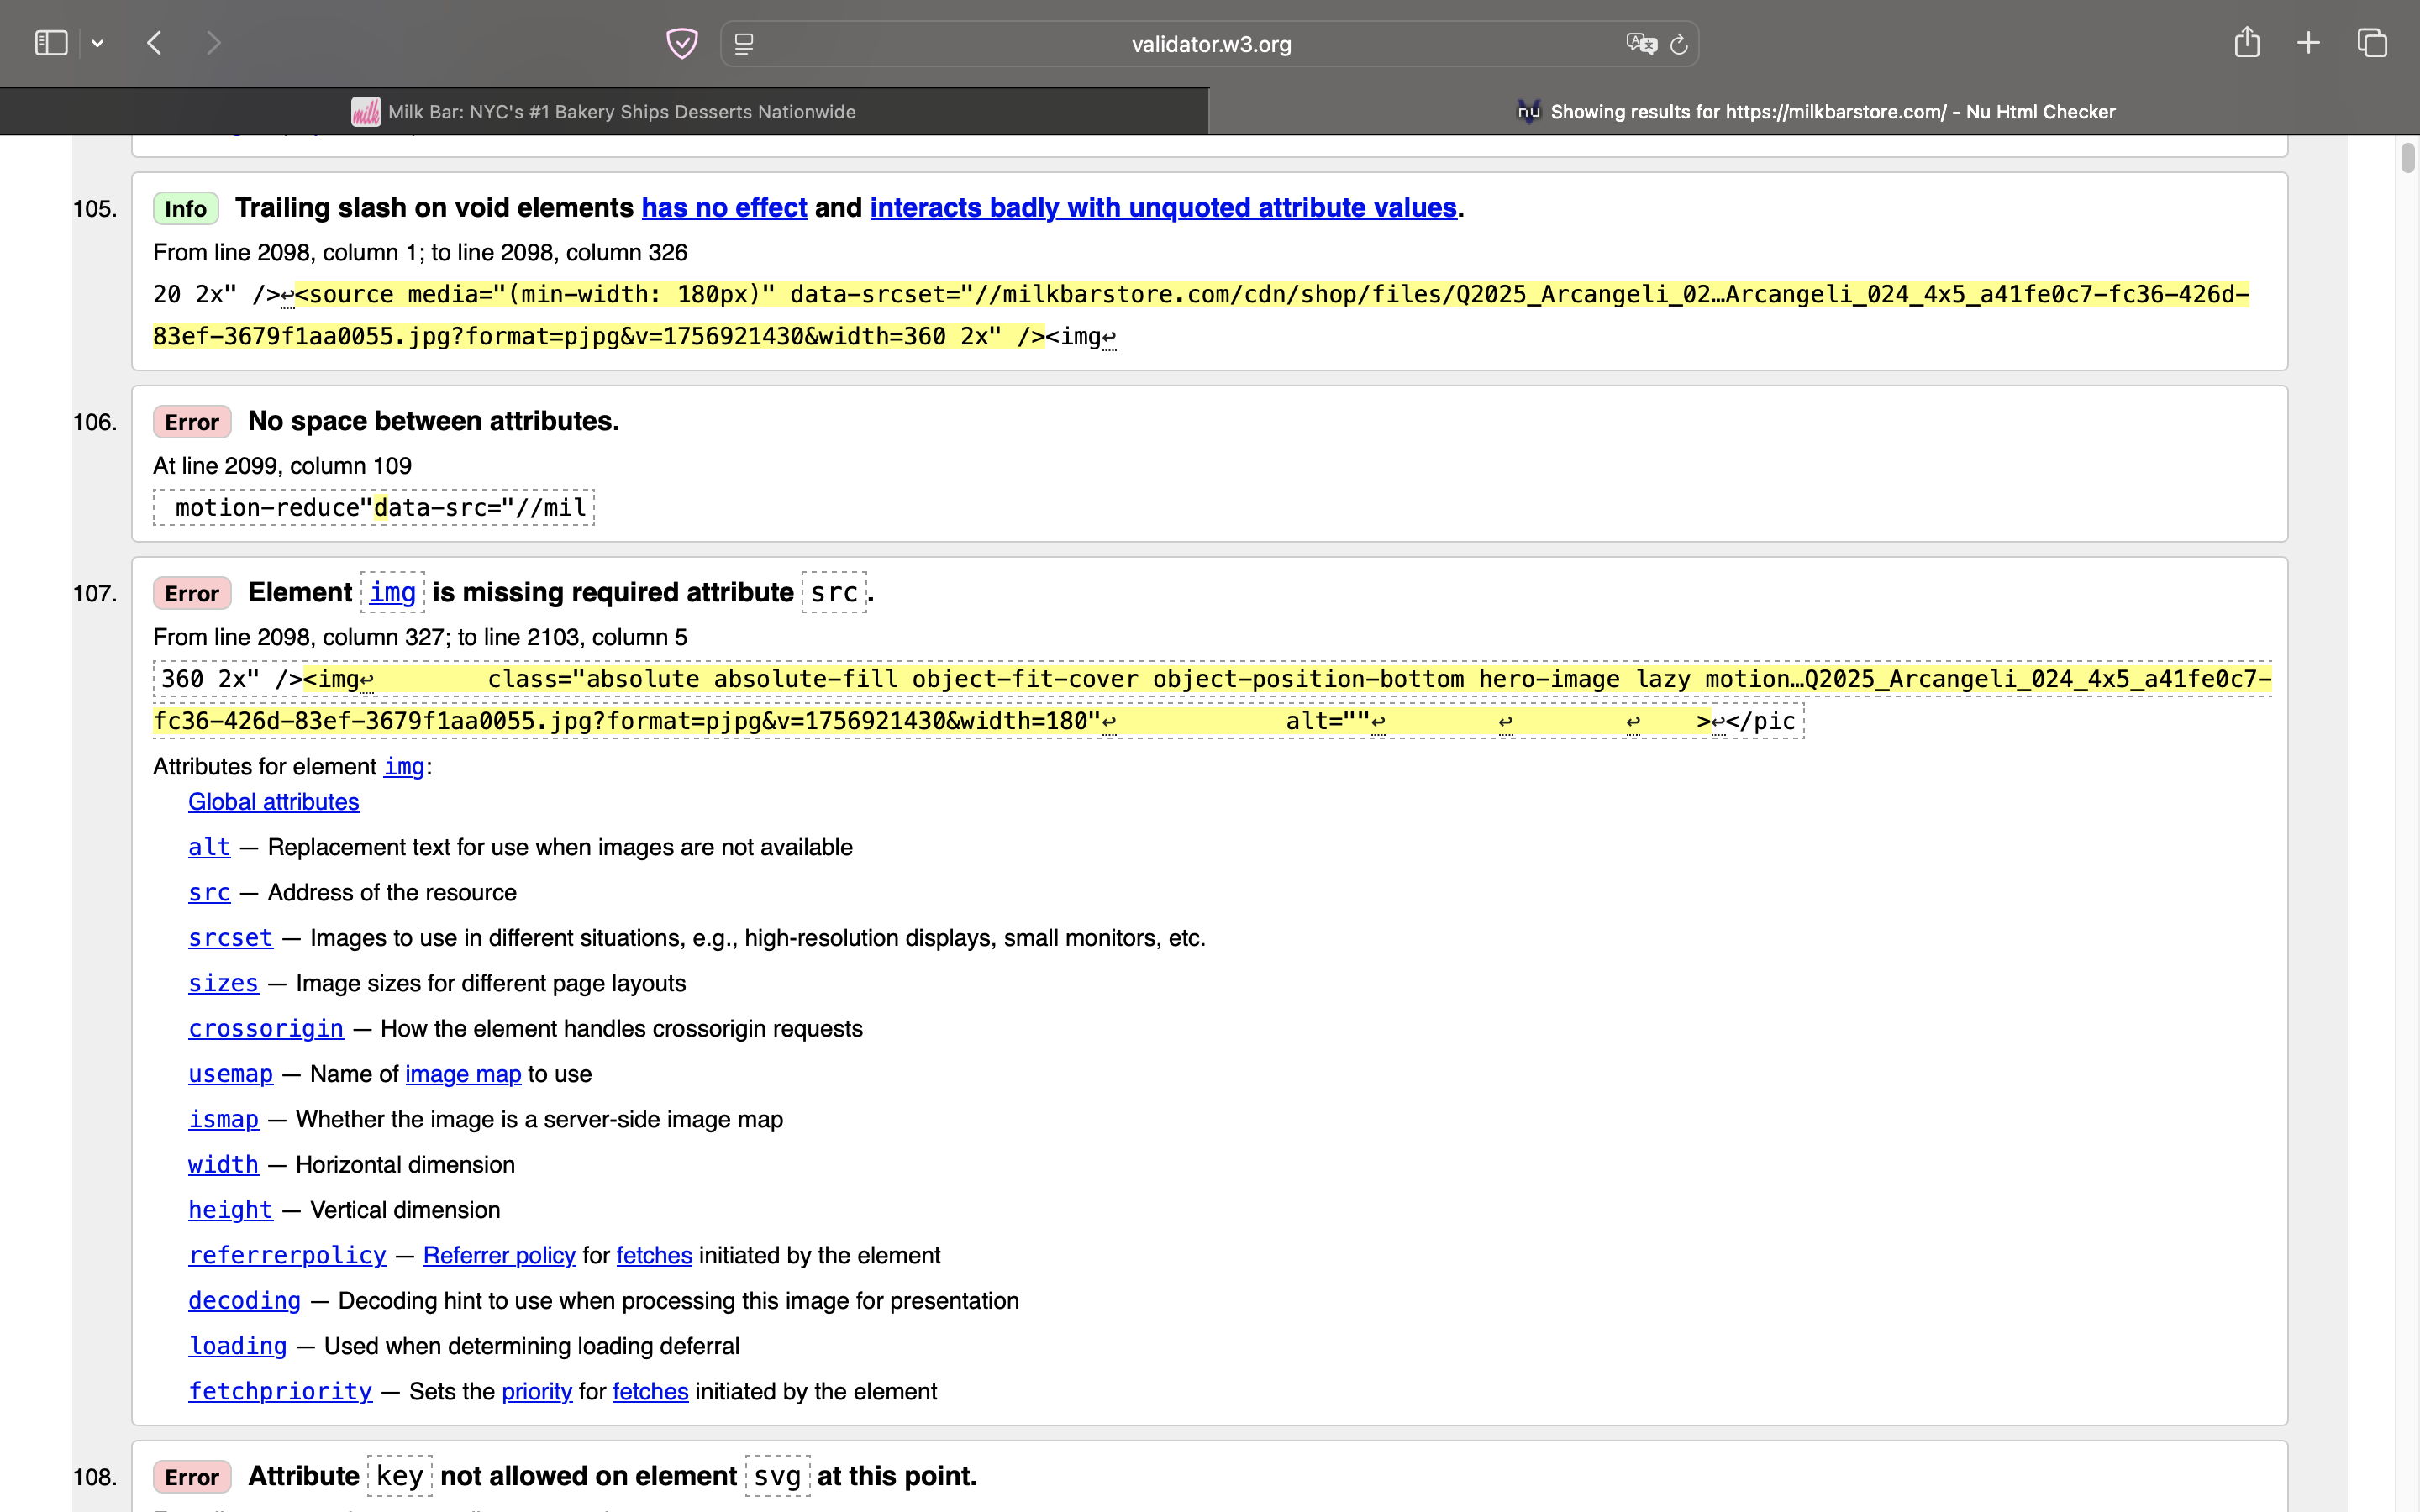 validator.w3.org
milk Milk Bar: NYC's #1 Bakery Ships Desserts Nationwide
nu Showing results for https://milkbarstore.com/ - Nu Html Checker
105. Info Trailing slash on void elements has no effect and interacts badly with unquoted attribute values.
From line 2098, column 1; to line 2098, column 326
20 2x" />↩<source media="(min-width: 180px)" data-srcset="//milkbarstore.com/cdn/shop/files/Q2025_Arcangeli_02…Arcangeli_024_4x5_a41fe0c7-fc36-426d-
83ef-3679f1aa0055.jpg?format=pjpg&v=1756921430&width=360 2x" /><img↩
106. Error No space between attributes.
At line 2099, column 109
motion-reduce"data-src="//mil
107. Error Element img is missing required attribute src.
From line 2098, column 327; to line 2103, column 5
360 2x" /><img↩ class="absolute absolute-fill object-fit-cover object-position-bottom hero-image lazy motion…Q2025_Arcangeli_024_4x5_a41fe0c7-
fc36-426d-83ef-3679f1aa0055.jpg?format=pjpg&v=1756921430&width=180"↩ alt=""↩ ↩ ↩ >↩</pic
Attributes for element img:
Global attributes
alt — Replacement text for use when images are not available
src — Address of the resource
srcset — Images to use in different situations, e.g., high-resolution displays, small monitors, etc.
sizes — Image sizes for different page layouts
crossorigin — How the element handles crossorigin requests
usemap — Name of image map to use
ismap — Whether the image is a server-side image map
width — Horizontal dimension
height — Vertical dimension
referrerpolicy — Referrer policy for fetches initiated by the element
decoding — Decoding hint to use when processing this image for presentation
loading — Used when determining loading deferral
fetchpriority — Sets the priority for fetches initiated by the element
108. Error Attribute key not allowed on element svg at this point.